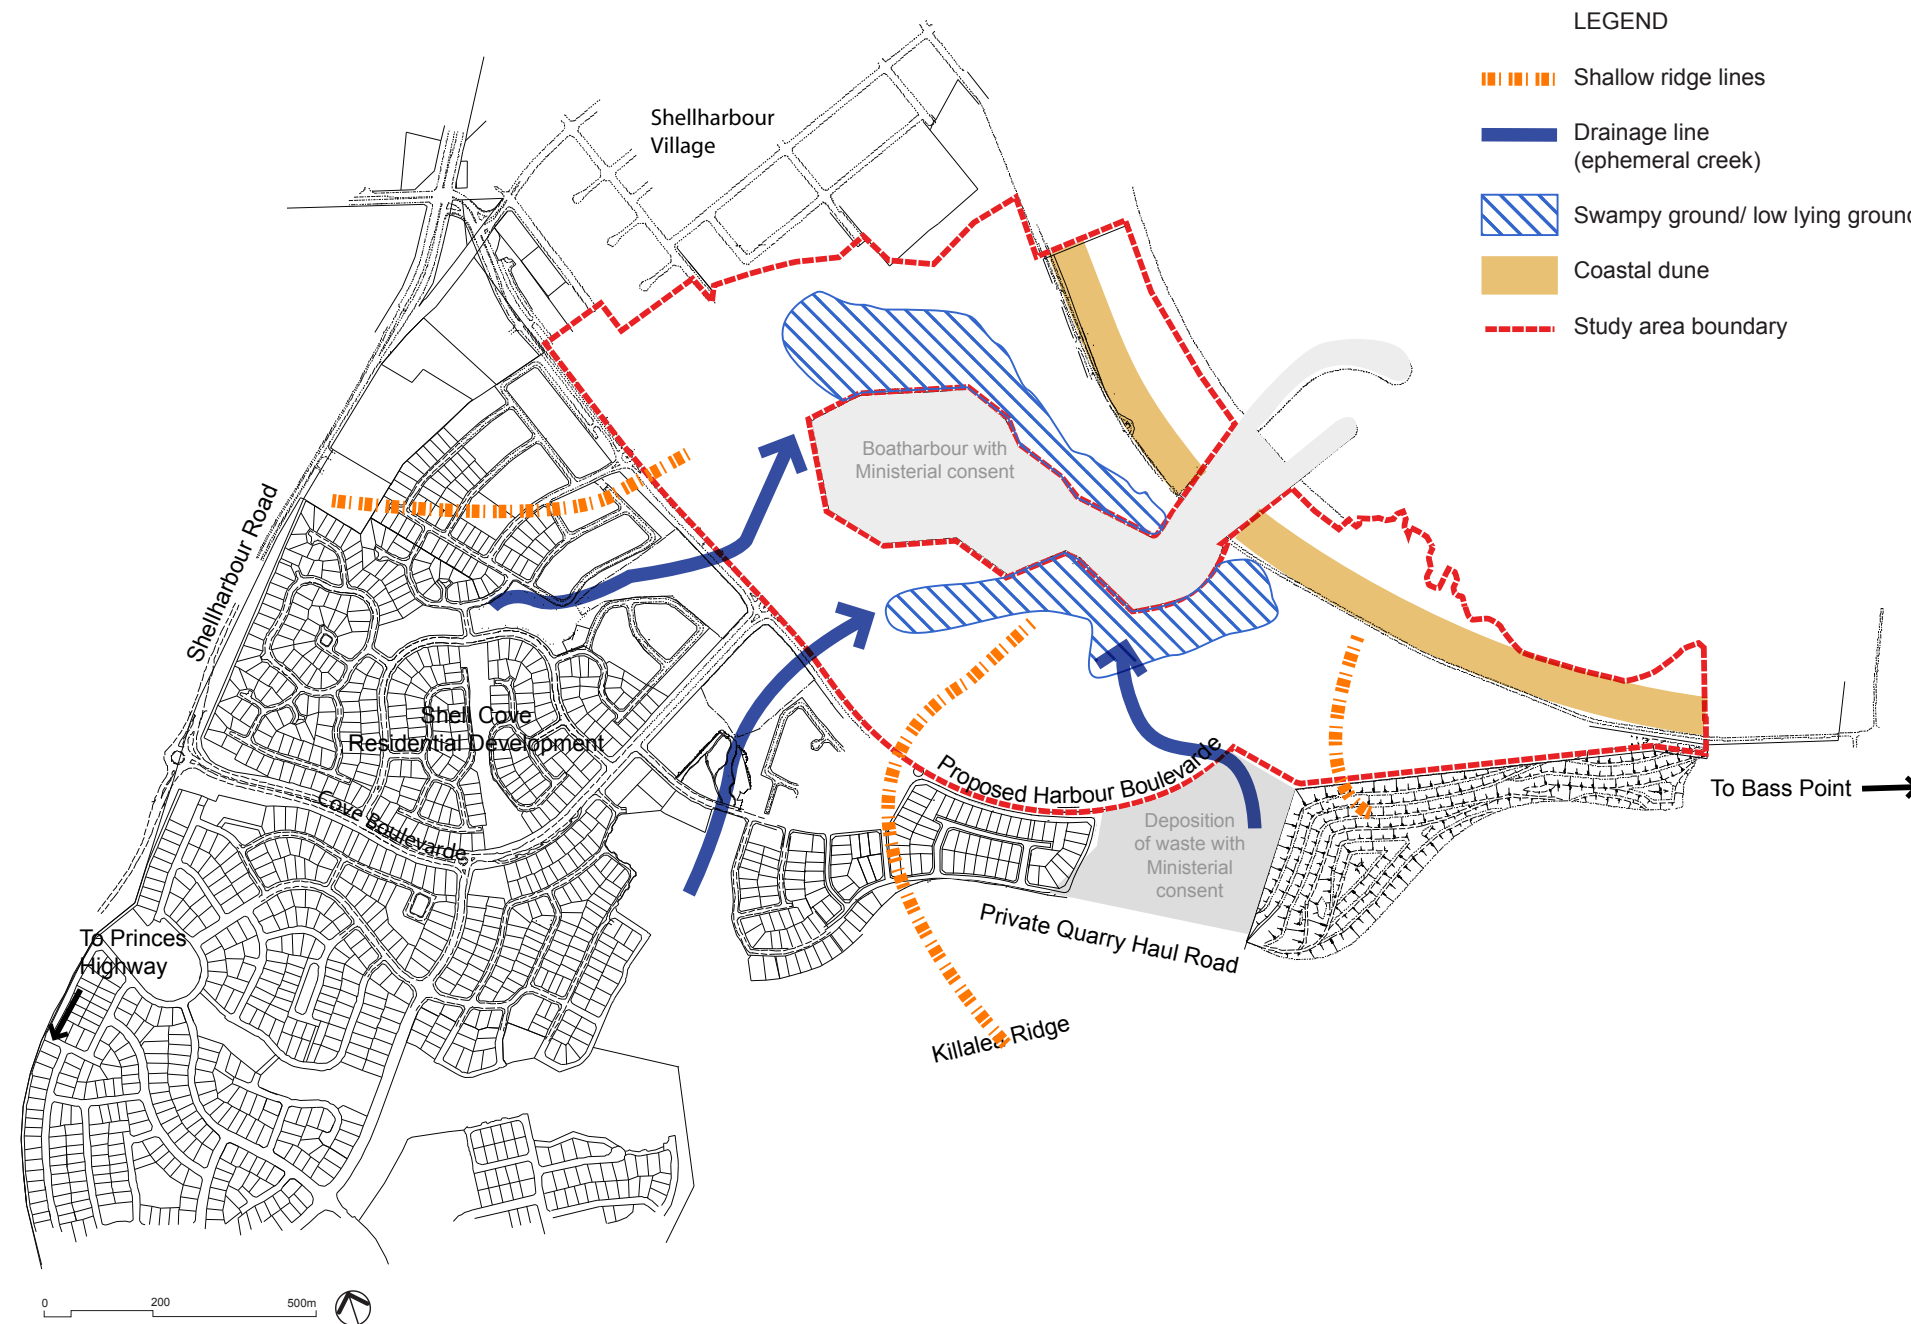 LEGEND
Shallow ridge lines
Drainage line
(ephemeral creek)
Swampy ground/ low lying ground
Coastal dune
Study area boundary
Shellharbour
Village
Boatharbour with
Ministerial consent
Shellharbour Road
Shell Cove
Residential Development
Cove Boulevarde
Proposed Harbour Boulevarde
Deposition
of waste with
Ministerial
consent
To Bass Point
Private Quarry Haul Road
To Princes
Highway
Killalea Ridge
0
200
500m